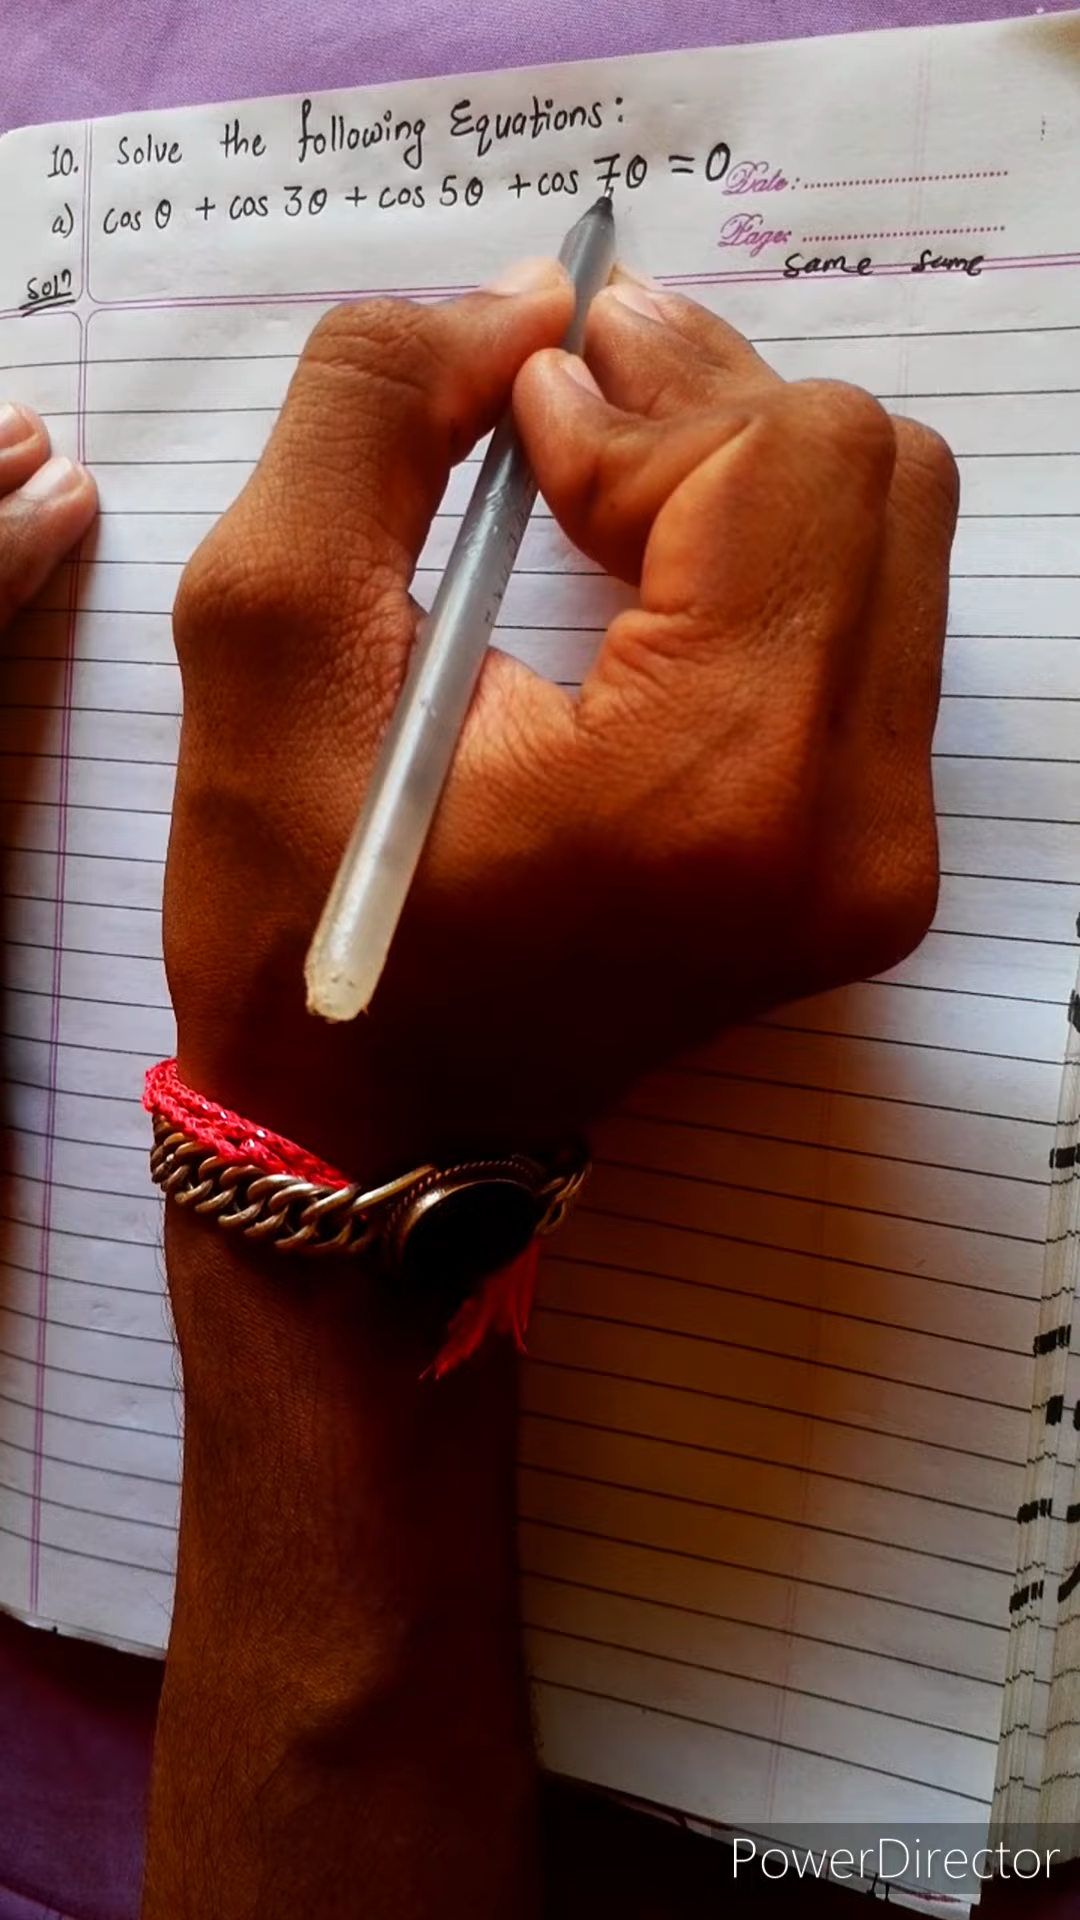 10. Solve the following Equations:
a) cos θ + cos 3θ + cos 5θ + cos 7θ = 0
Date:
Page:
same same
Solⁿ
PowerDirector